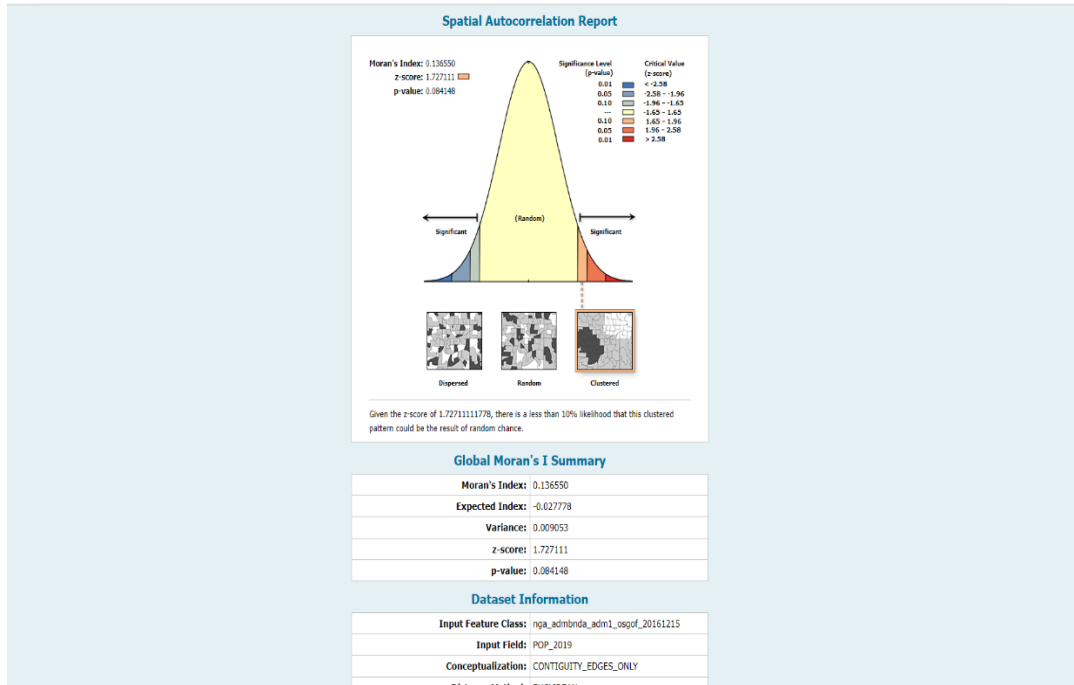 Spatial Autocorrelation Report
Moran's Index: 0.136550
z-score: 1.727111
p-value: 0.084148
Significance Level
(p-value)
Critical Value
(z-score)
0.01 < -2.58
0.05 -2.58 - -1.96
0.10 -1.96 - -1.65
--- -1.65 - 1.65
0.10 1.65 - 1.96
0.05 1.96 - 2.58
0.01 > 2.58
(Random)
Significant
Significant
Dispersed
Random
Clustered
Given the z-score of 1.72711111778, there is a less than 10% likelihood that this clustered
pattern could be the result of random chance.
Global Moran's I Summary
Moran's Index: 0.136550
Expected Index: -0.027778
Variance: 0.009053
z-score: 1.727111
p-value: 0.084148
Dataset Information
Input Feature Class: nga_admbnda_adm1_osgof_20161215
Input Field: POP_2019
Conceptualization: CONTIGUITY_EDGES_ONLY